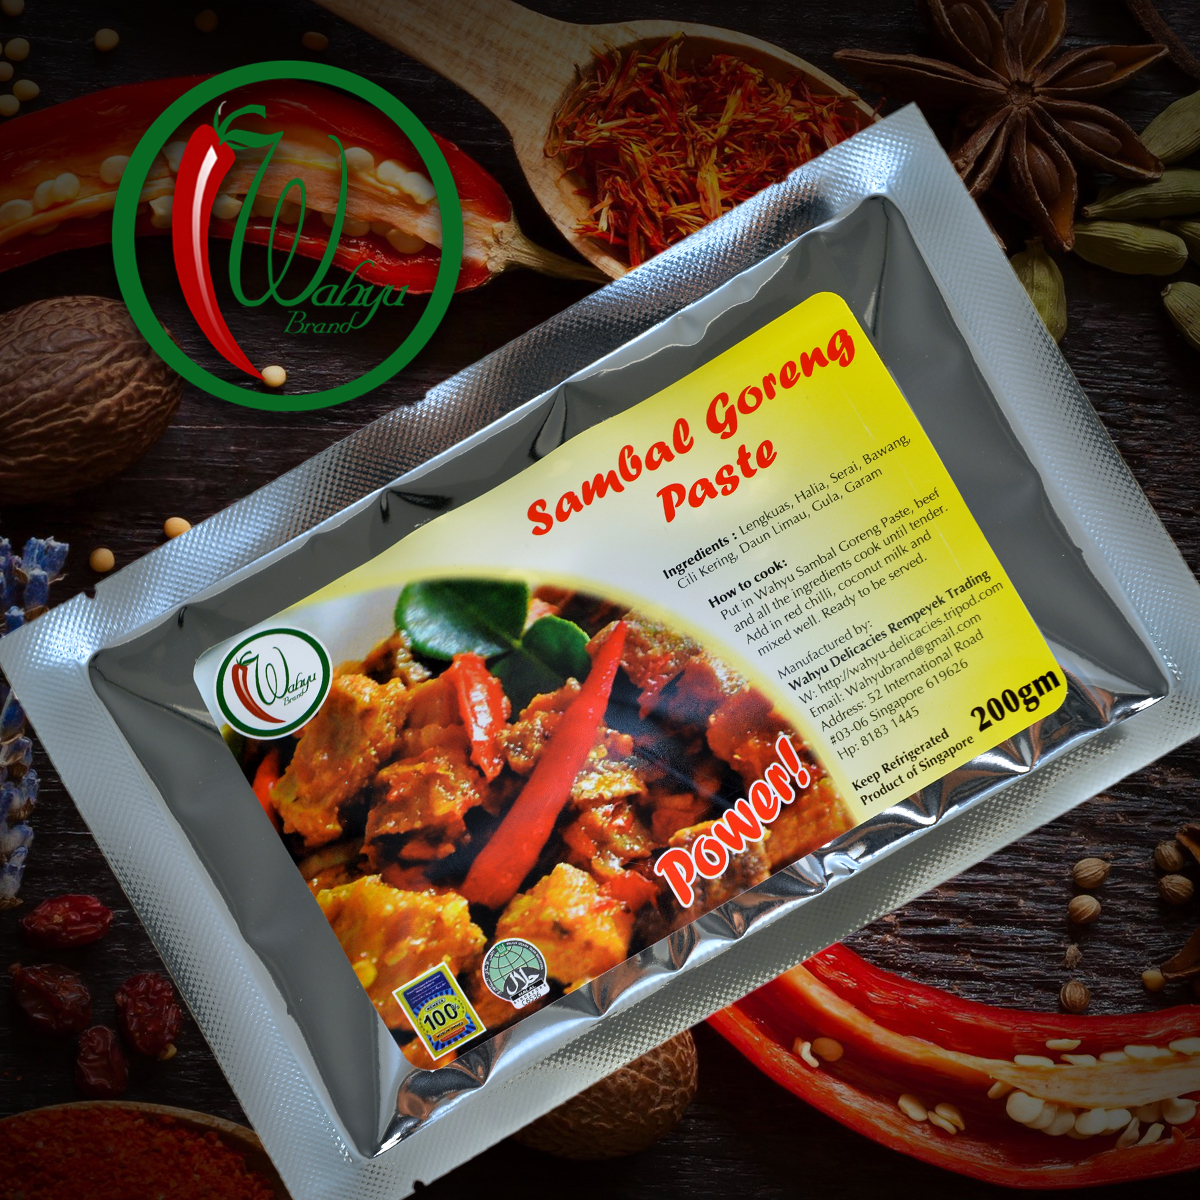 Wahyu
Brand
Sambal Goreng
Paste
Ingredients : Lengkuas, Halia, Serai, Bawang,
Cili Kering, Daun Limau, Gula, Garam
How to cook:
Put in Wahyu Sambal Goreng Paste, beef
and all the ingredients cook until tender.
Add in red chilli, coconut milk and
mixed well. Ready to be served.
Manufactured by:
Wahyu Delicacies Rempeyek Trading
W: http://wahyu-delicacies.tripod.com
Email: Wahyubrand@gmail.com
Address: 52 International Road
#03-06 Singapore 619626
Hp: 8183 1445
Keep Refrigerated
Product of Singapore
200gm
Wahyu
Brand
Power!
100%
حلال